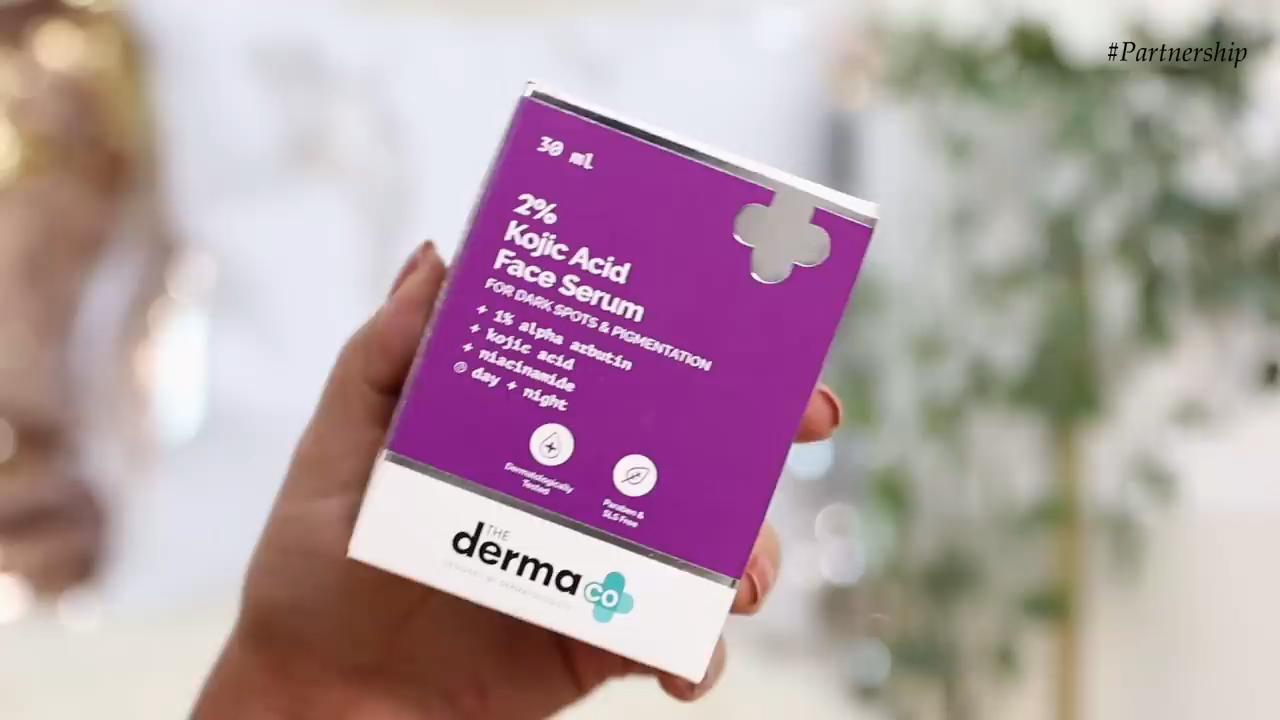 #Partnership
30 ml
2%
Kojic Acid
Face Serum
FOR DARK SPOTS & PIGMENTATION
+ 1% alpha arbutin
+ kojic acid
+ niacinamide
@ day + night
Dermatologically
Tested
Paraben &
SLS Free
THE
derma
co